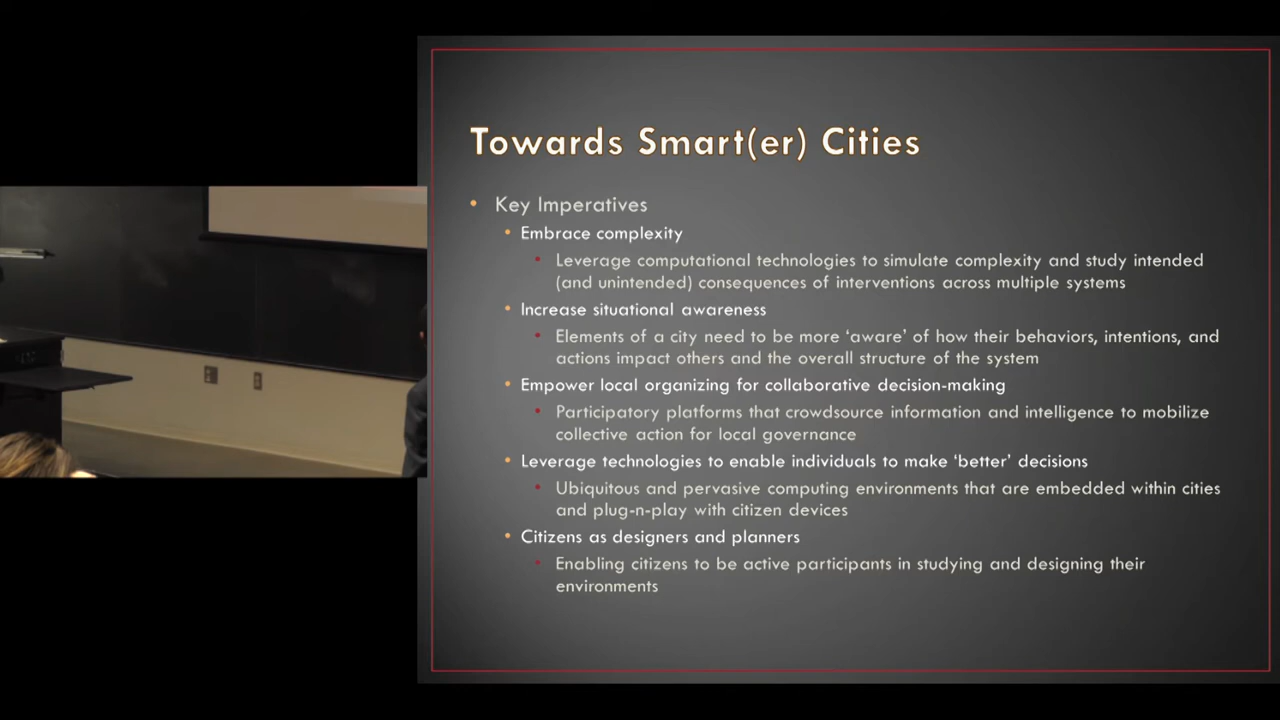 Towards Smart(er) Cities
• Key Imperatives
• Embrace complexity
• Leverage computational technologies to simulate complexity and study intended
(and unintended) consequences of interventions across multiple systems
• Increase situational awareness
• Elements of a city need to be more ‘aware’ of how their behaviors, intentions, and
actions impact others and the overall structure of the system
• Empower local organizing for collaborative decision-making
• Participatory platforms that crowdsource information and intelligence to mobilize
collective action for local governance
• Leverage technologies to enable individuals to make ‘better’ decisions
• Ubiquitous and pervasive computing environments that are embedded within cities
and plug-n-play with citizen devices
• Citizens as designers and planners
• Enabling citizens to be active participants in studying and designing their
environments